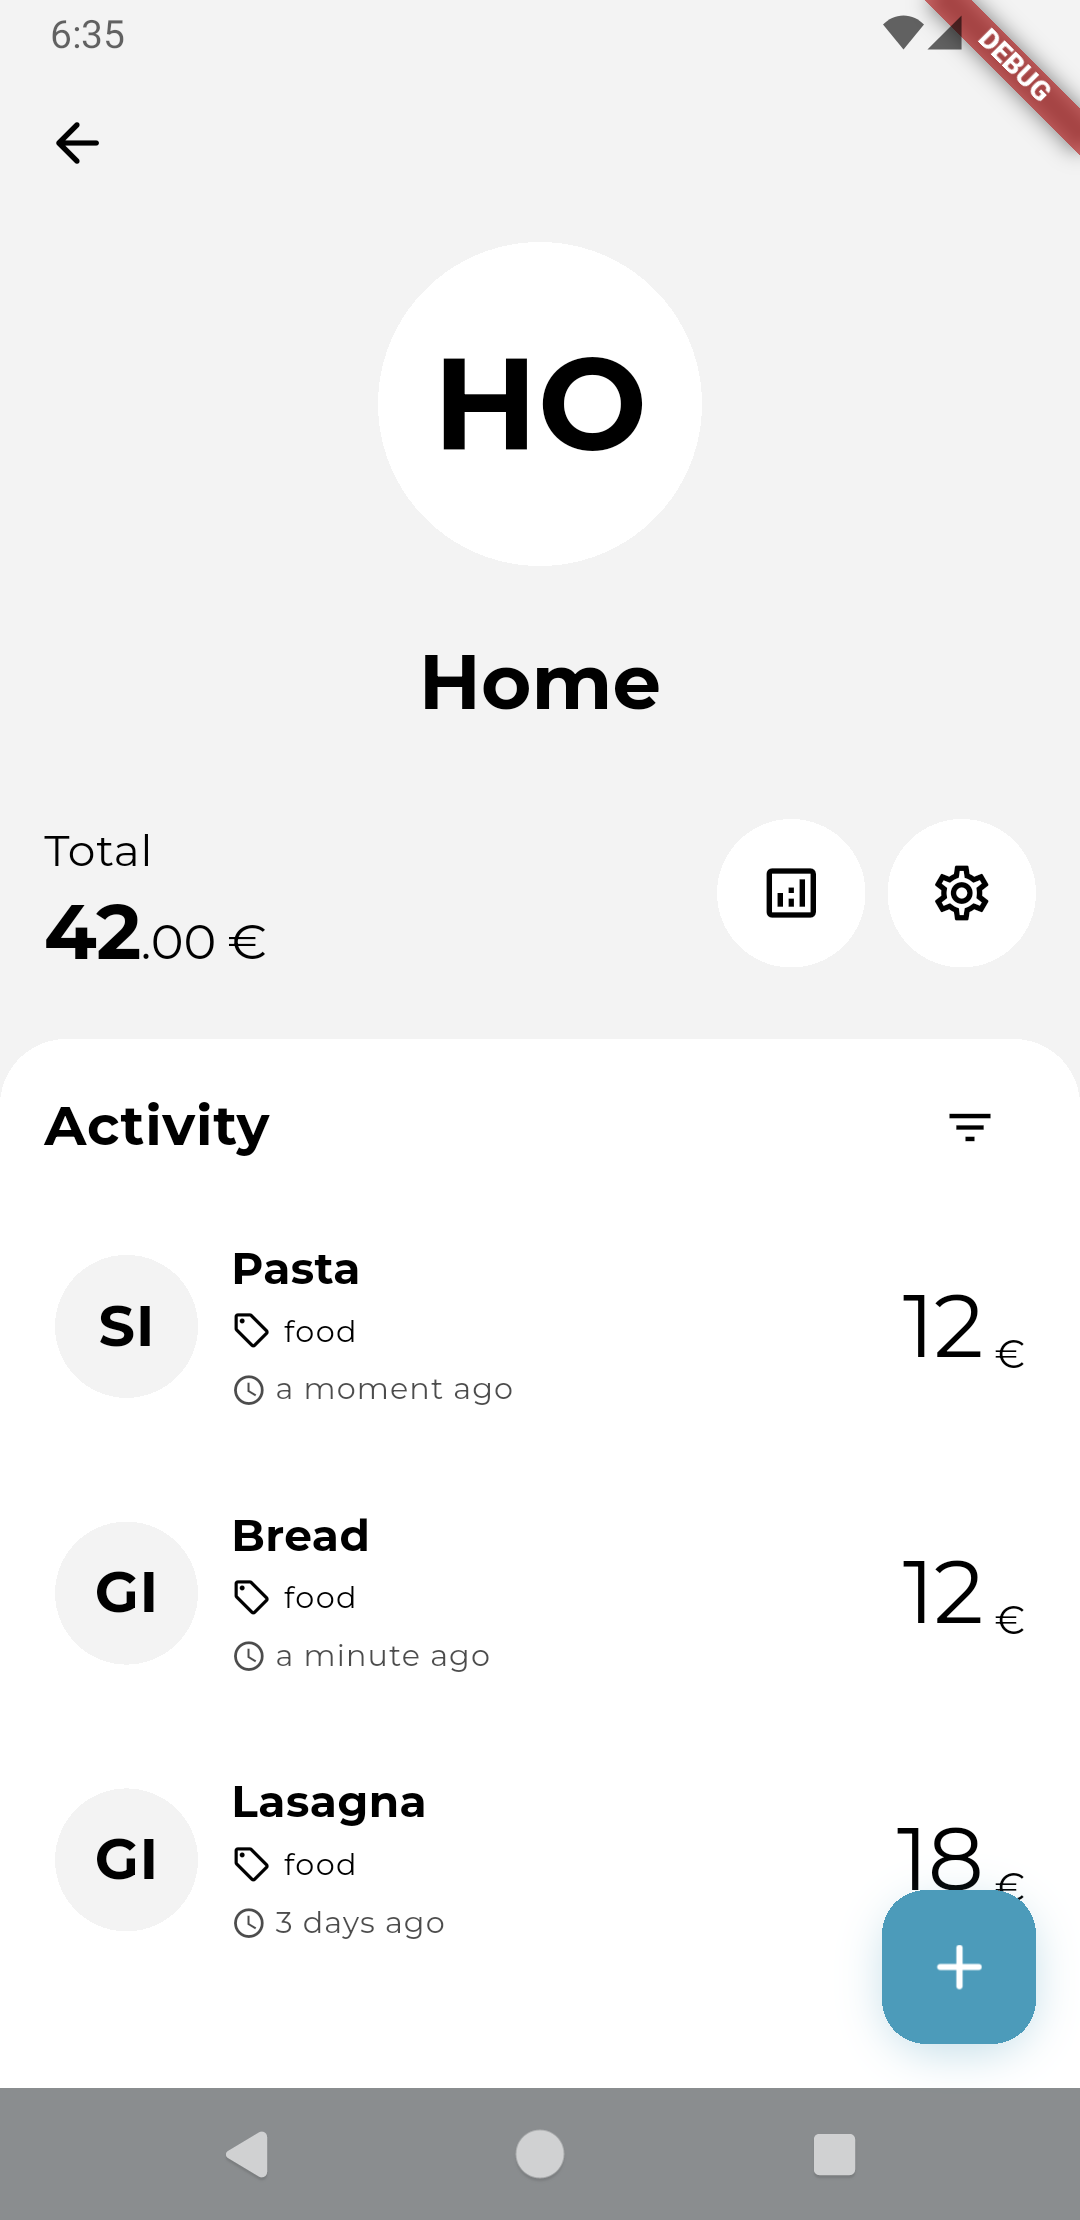 6:35
DEBUG
HO
Home
Total
42.00 €
Activity
SI
Pasta
food
a moment ago
12 €
GI
Bread
food
a minute ago
12 €
GI
Lasagna
food
3 days ago
18 €